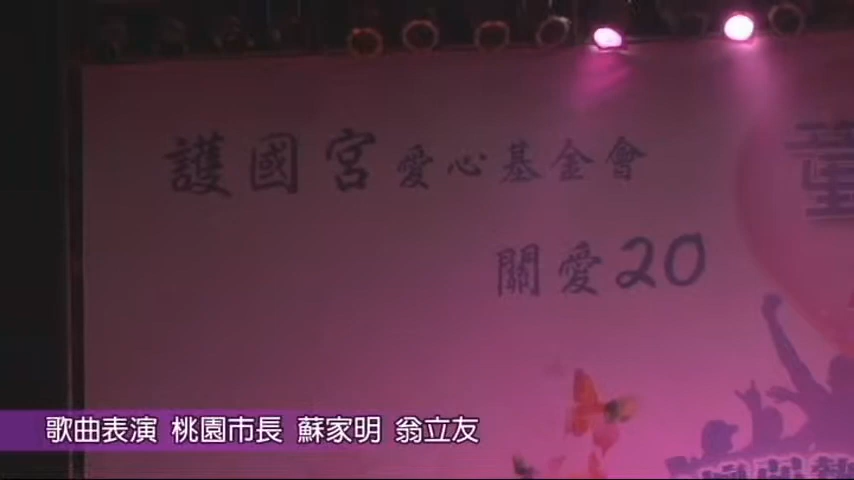 護國宮愛心基金會
童
關愛20
歌曲表演 桃園市長 蘇家明 翁立友